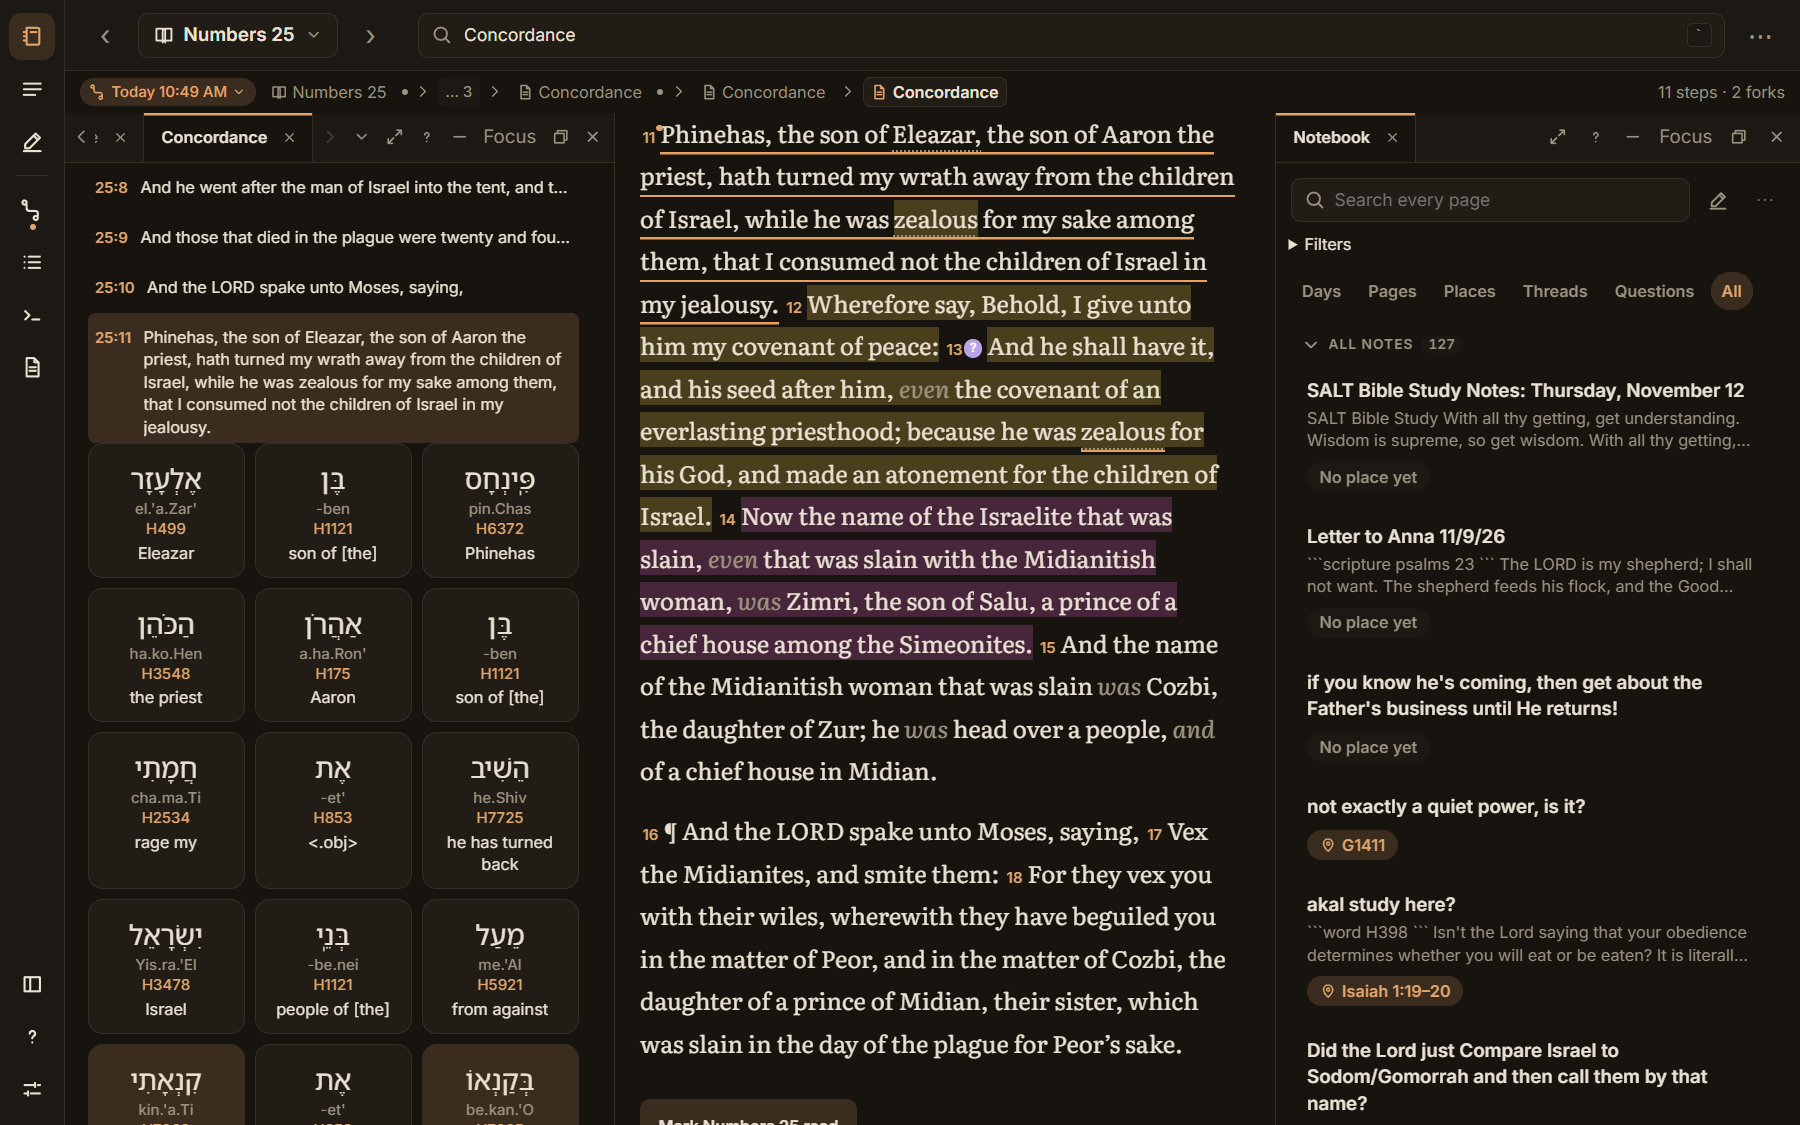 Numbers 25
Concordance
`
Today 10:49 AM
Numbers 25
... 3
Concordance
Concordance
Concordance
11 steps · 2 forks
Concordance
?
Focus
25:8 And he went after the man of Israel into the tent, and t...
25:9 And those that died in the plague were twenty and fou...
25:10 And the LORD spake unto Moses, saying,
25:11 Phinehas, the son of Eleazar, the son of Aaron the
priest, hath turned my wrath away from the children of
Israel, while he was zealous for my sake among them,
that I consumed not the children of Israel in my
jealousy.
פִּֽינְחָס
pin.Chas
H6372
Phinehas
בֶּן
-ben
H1121
son of [the]
אֶלְעָזָר
el.'a.Zar'
H499
Eleazar
בֶּן
-ben
H1121
son of [the]
אַהֲרֹן
a.ha.Ron'
H175
Aaron
הַכֹּהֵן
ha.ko.Hen
H3548
the priest
הֵשִׁיב
he.Shiv
H7725
he has turned
back
אֶת
-et'
H853
<.obj>
חֲמָתִי
cha.ma.Ti
H2534
rage my
מֵעַל
me.'Al
H5921
from against
בְּנֵי
-be.nei
H1121
people of [the]
יִשְׂרָאֵל
Yis.ra.'El
H3478
Israel
בְּקַנְאוֹ
be.kan.'O
אֶת
-et'
קִנְאָתִי
kin.'a.Ti
11 Phinehas, the son of Eleazar, the son of Aaron the
priest, hath turned my wrath away from the children
of Israel, while he was zealous for my sake among
them, that I consumed not the children of Israel in
my jealousy. 12 Wherefore say, Behold, I give unto
him my covenant of peace: 13 ? And he shall have it,
and his seed after him, even the covenant of an
everlasting priesthood; because he was zealous for
his God, and made an atonement for the children of
Israel. 14 Now the name of the Israelite that was
slain, even that was slain with the Midianitish
woman, was Zimri, the son of Salu, a prince of a
chief house among the Simeonites. 15 And the name
of the Midianitish woman that was slain was Cozbi,
the daughter of Zur; he was head over a people, and
of a chief house in Midian.
16 ¶ And the LORD spake unto Moses, saying, 17 Vex
the Midianites, and smite them: 18 For they vex you
with their wiles, wherewith they have beguiled you
in the matter of Peor, and in the matter of Cozbi, the
daughter of a prince of Midian, their sister, which
was slain in the day of the plague for Peor’s sake.
Mark Numbers 25 read
Notebook
?
Focus
Search every page
Filters
Days
Pages
Places
Threads
Questions
All
ALL NOTES 127
SALT Bible Study Notes: Thursday, November 12
SALT Bible Study With all thy getting, get understanding.
Wisdom is supreme, so get wisdom. With all thy getting,...
No place yet
Letter to Anna 11/9/26
```scripture psalms 23 ``` The LORD is my shepherd; I shall
not want. The shepherd feeds his flock, and the Good...
No place yet
if you know he's coming, then get about the
Father's business until He returns!
No place yet
not exactly a quiet power, is it?
G1411
akal study here?
```word H398 ``` Isn't the Lord saying that your obedience
determines whether you will eat or be eaten? It is literall...
Isaiah 1:19–20
Did the Lord just Compare Israel to
Sodom/Gomorrah and then call them by that
name?
?